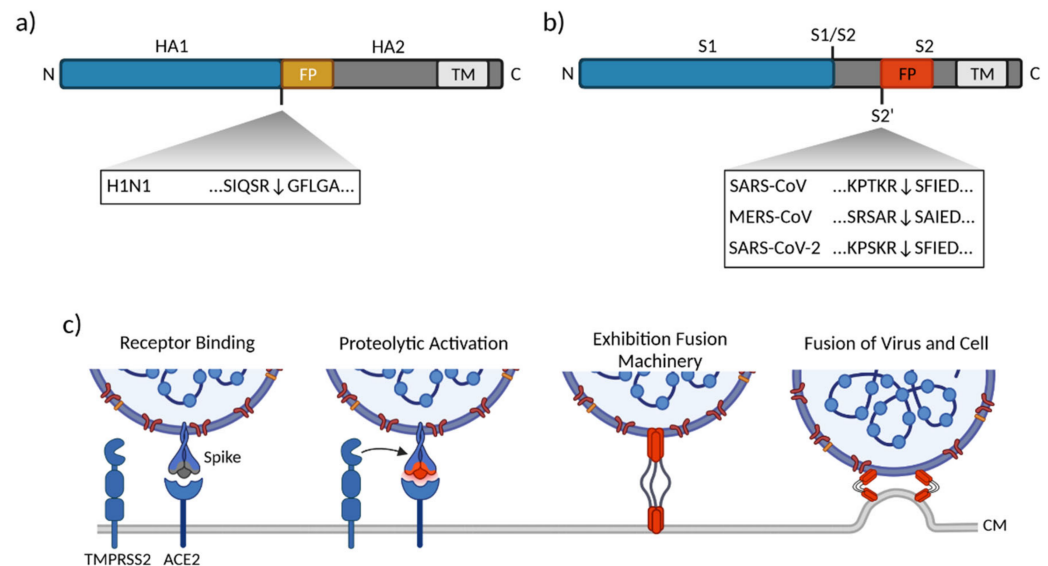 a)
HA1
HA2
N
FP
TM
C
H1N1 ...SIQSR↓GFLGA...
b)
S1
S1/S2
S2
N
FP
TM
C
S2'
SARS-CoV ...KPTKR↓SFIED...
MERS-CoV ...SRSAR↓SAIED...
SARS-CoV-2 ...KPSKR↓SFIED...
c)
Receptor Binding
Proteolytic Activation
Exhibition Fusion
Machinery
Fusion of Virus and Cell
Spike
CM
TMPRSS2
ACE2